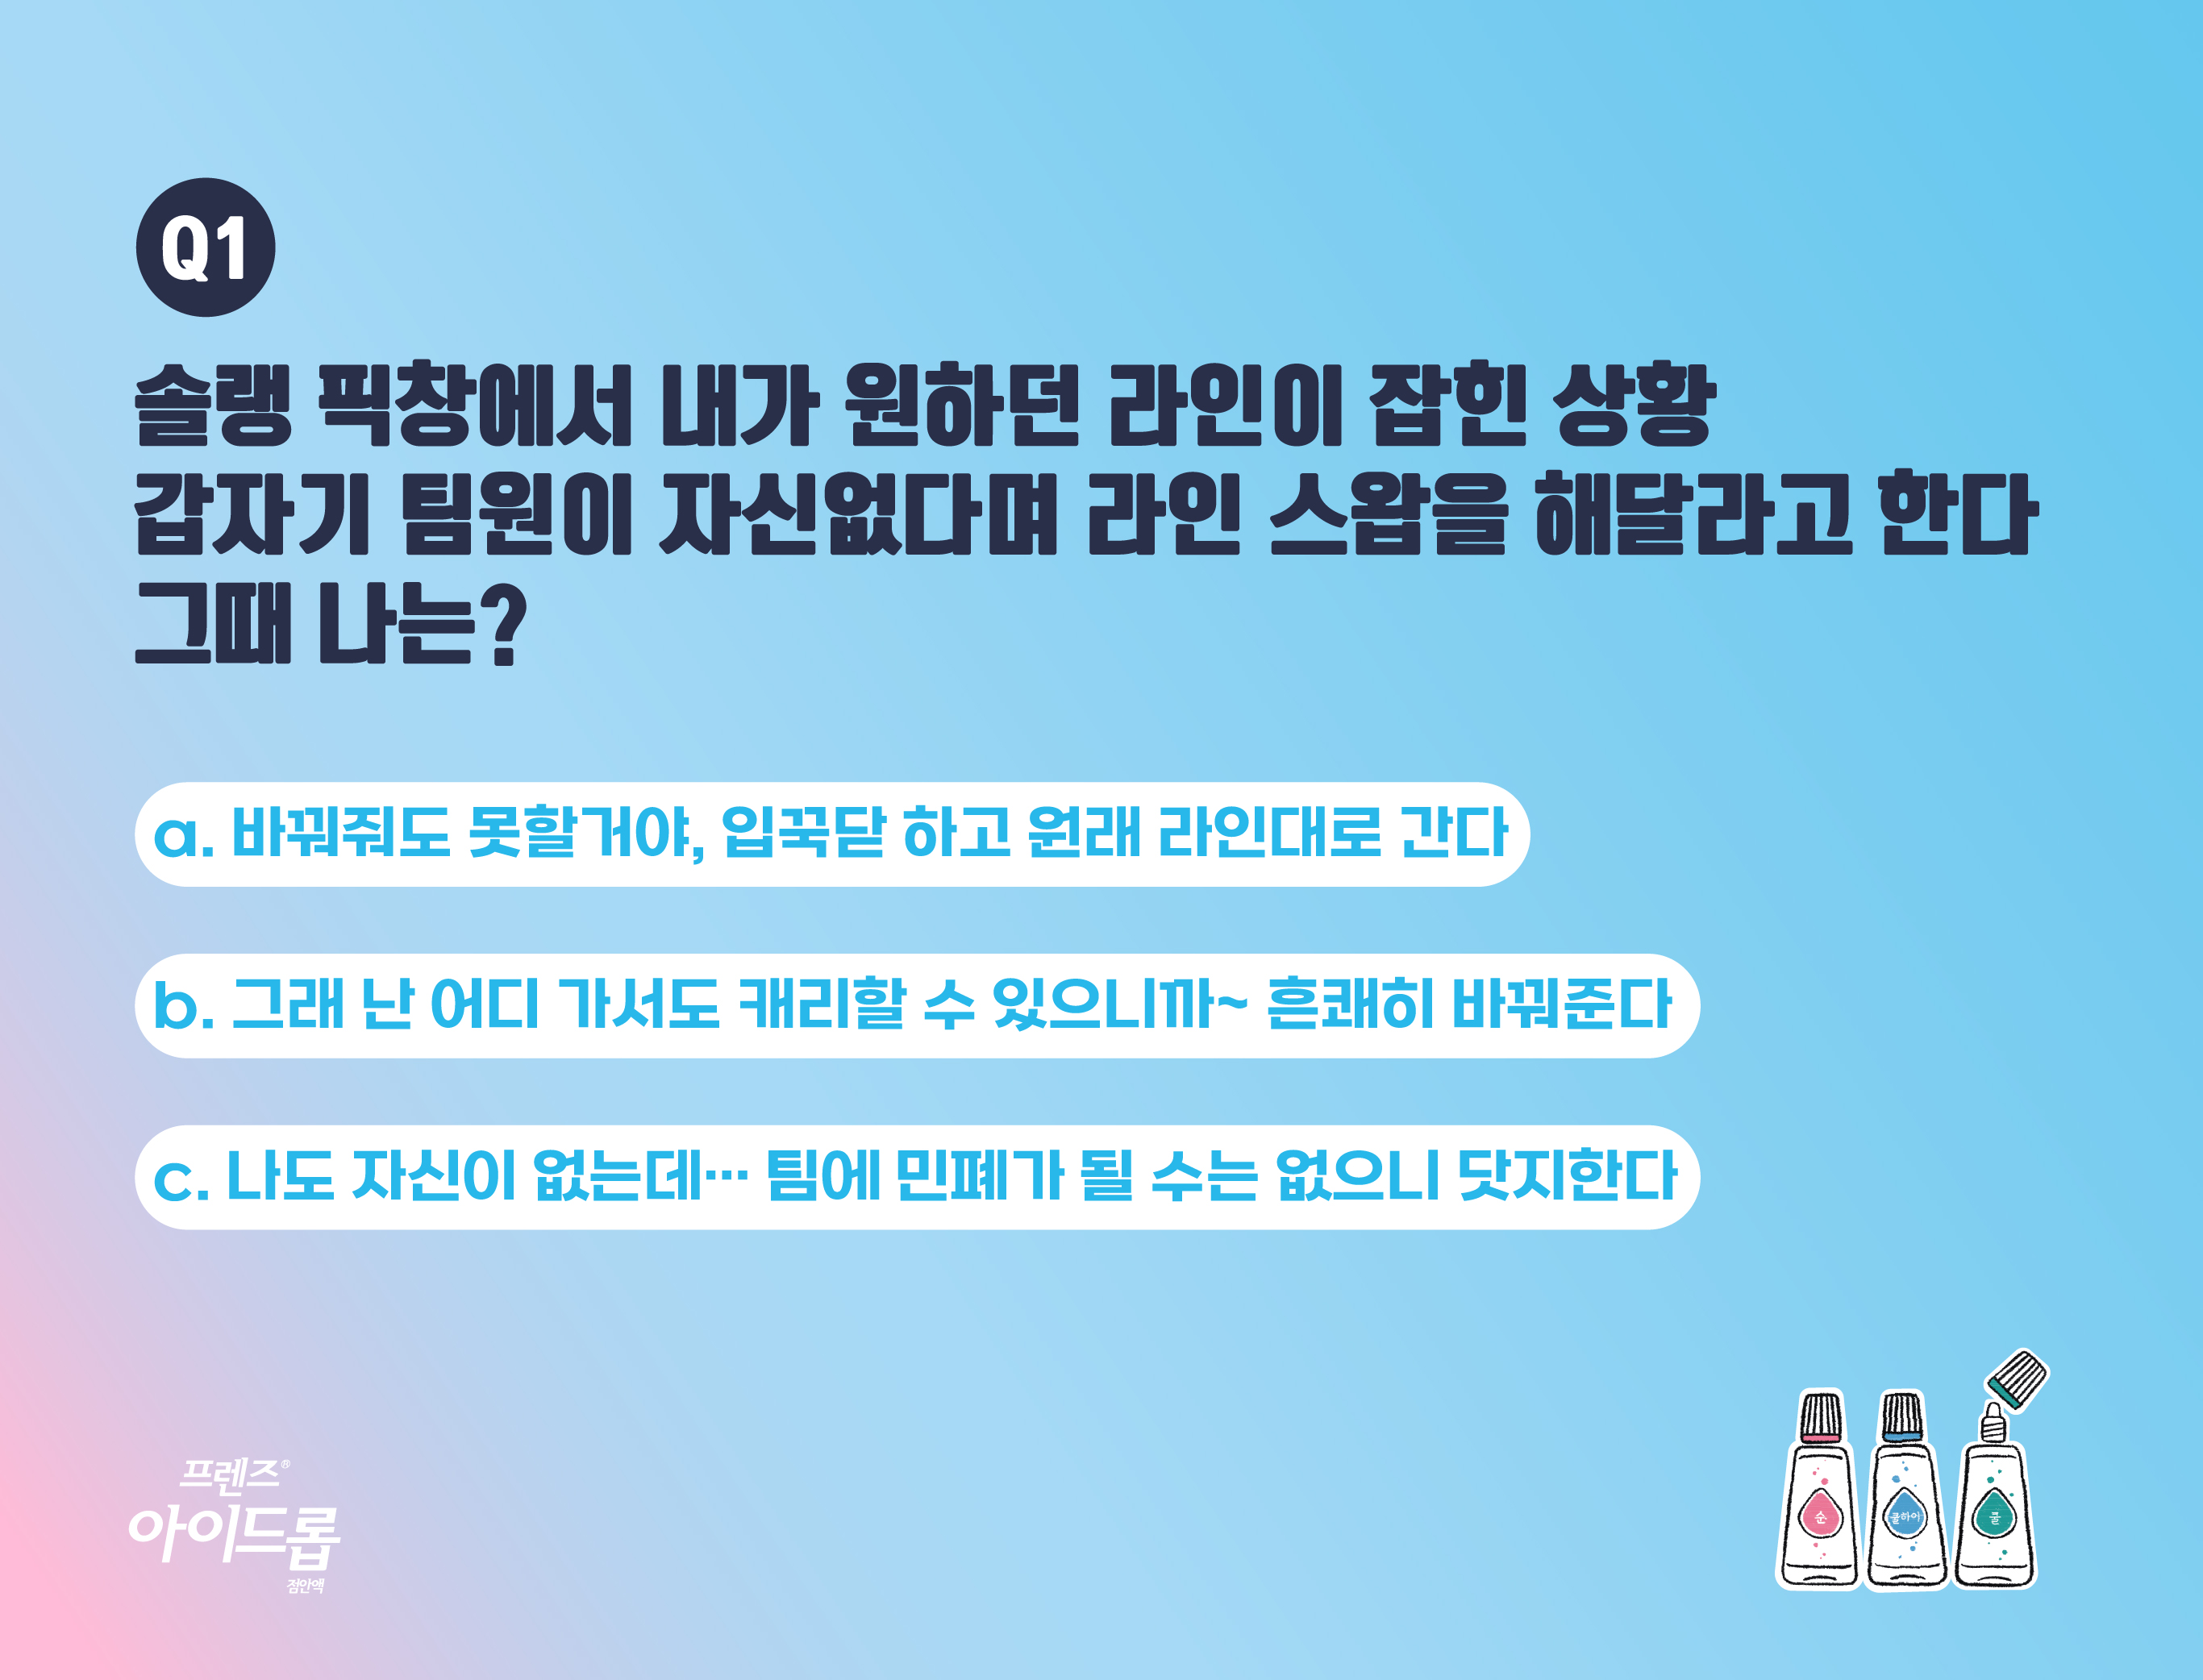 Q1
솔랭 픽창에서 내가 원하던 라인이 잡힌 상황
갑자기 팀원이 자신없다며 라인 스왑을 해달라고 한다
그때 나는?
a. 바꿔줘도 못할거야, 입꾹닫 하고 원래 라인대로 간다
b. 그래 난 어디 가서도 캐리할 수 있으니까~ 흔쾌히 바꿔준다
c. 나도 자신이 없는데… 팀에 민폐가 될 수는 없으니 닷지한다
프렌즈®
아이드롭
점안액
순
쿨하이
쿨